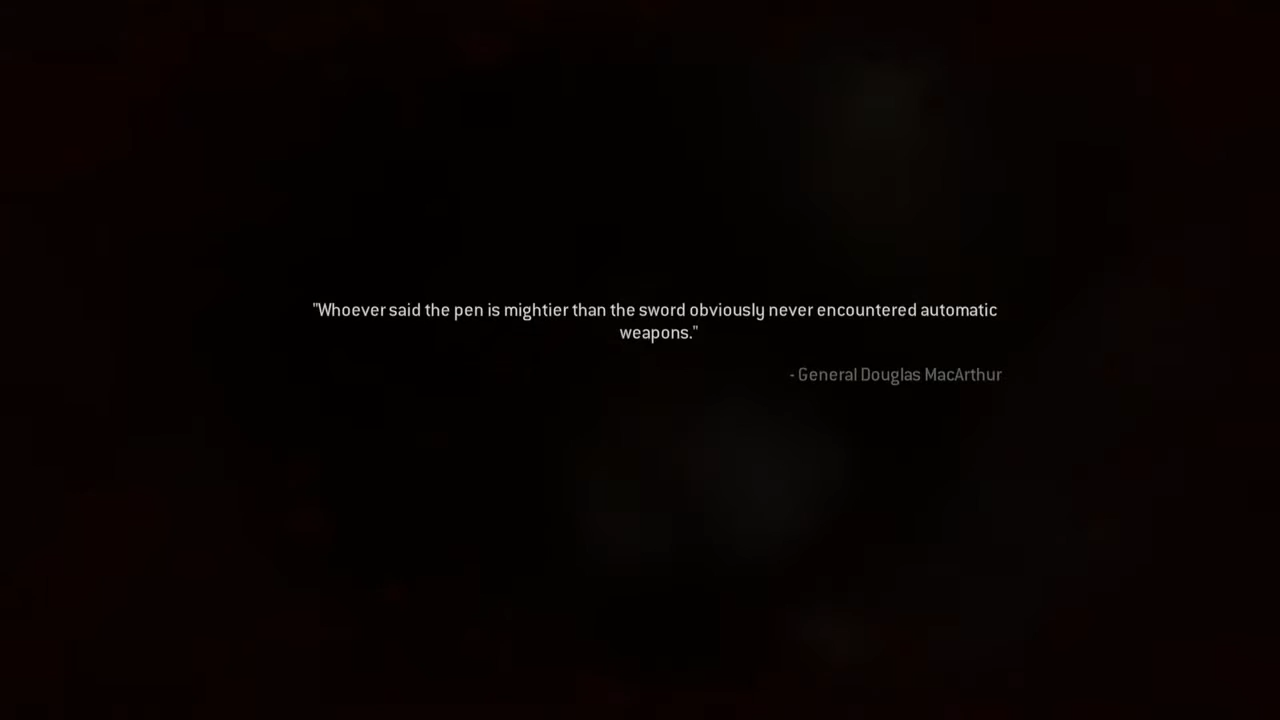 "Whoever said the pen is mightier than the sword obviously never encountered automatic
weapons."
- General Douglas MacArthur